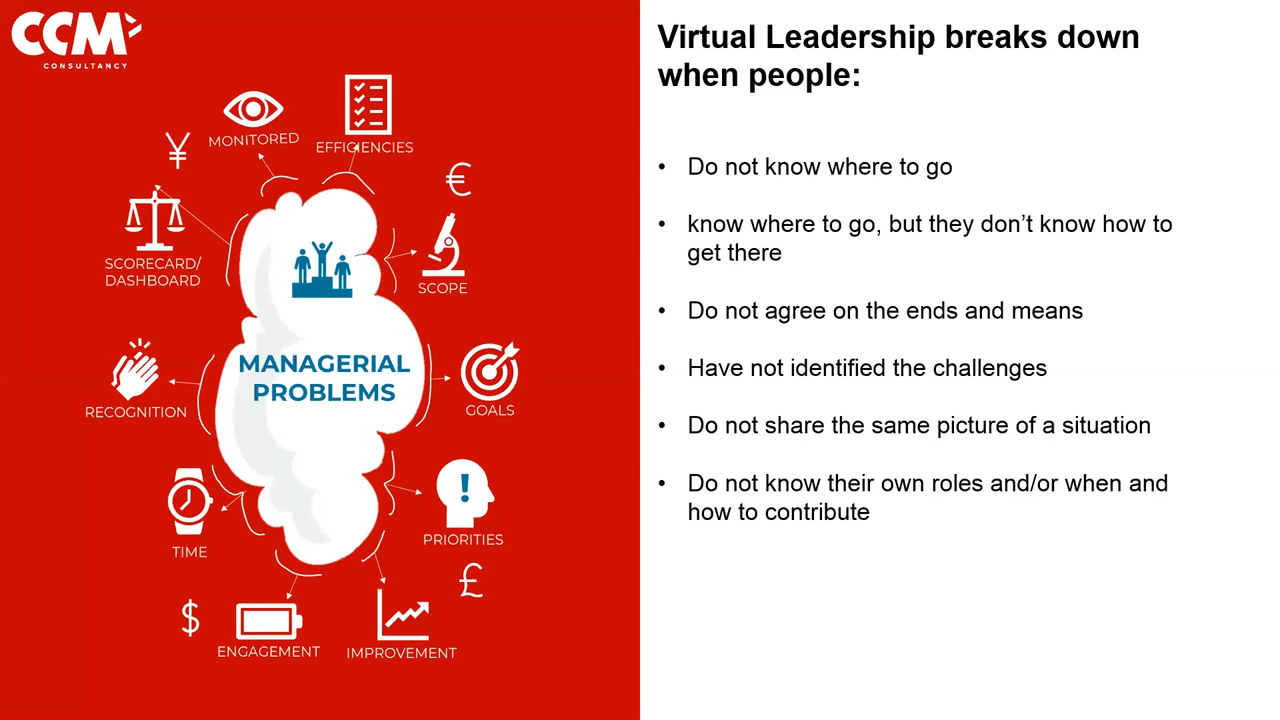 CCM
CONSULTANCY
MONITORED
EFFICIENCIES
¥
€
SCORECARD/
DASHBOARD
SCOPE
MANAGERIAL
PROBLEMS
RECOGNITION
GOALS
!
TIME
PRIORITIES
£
$
ENGAGEMENT
IMPROVEMENT
Virtual Leadership breaks down
when people:
• Do not know where to go
• know where to go, but they don’t know how to
get there
• Do not agree on the ends and means
• Have not identified the challenges
• Do not share the same picture of a situation
• Do not know their own roles and/or when and
how to contribute